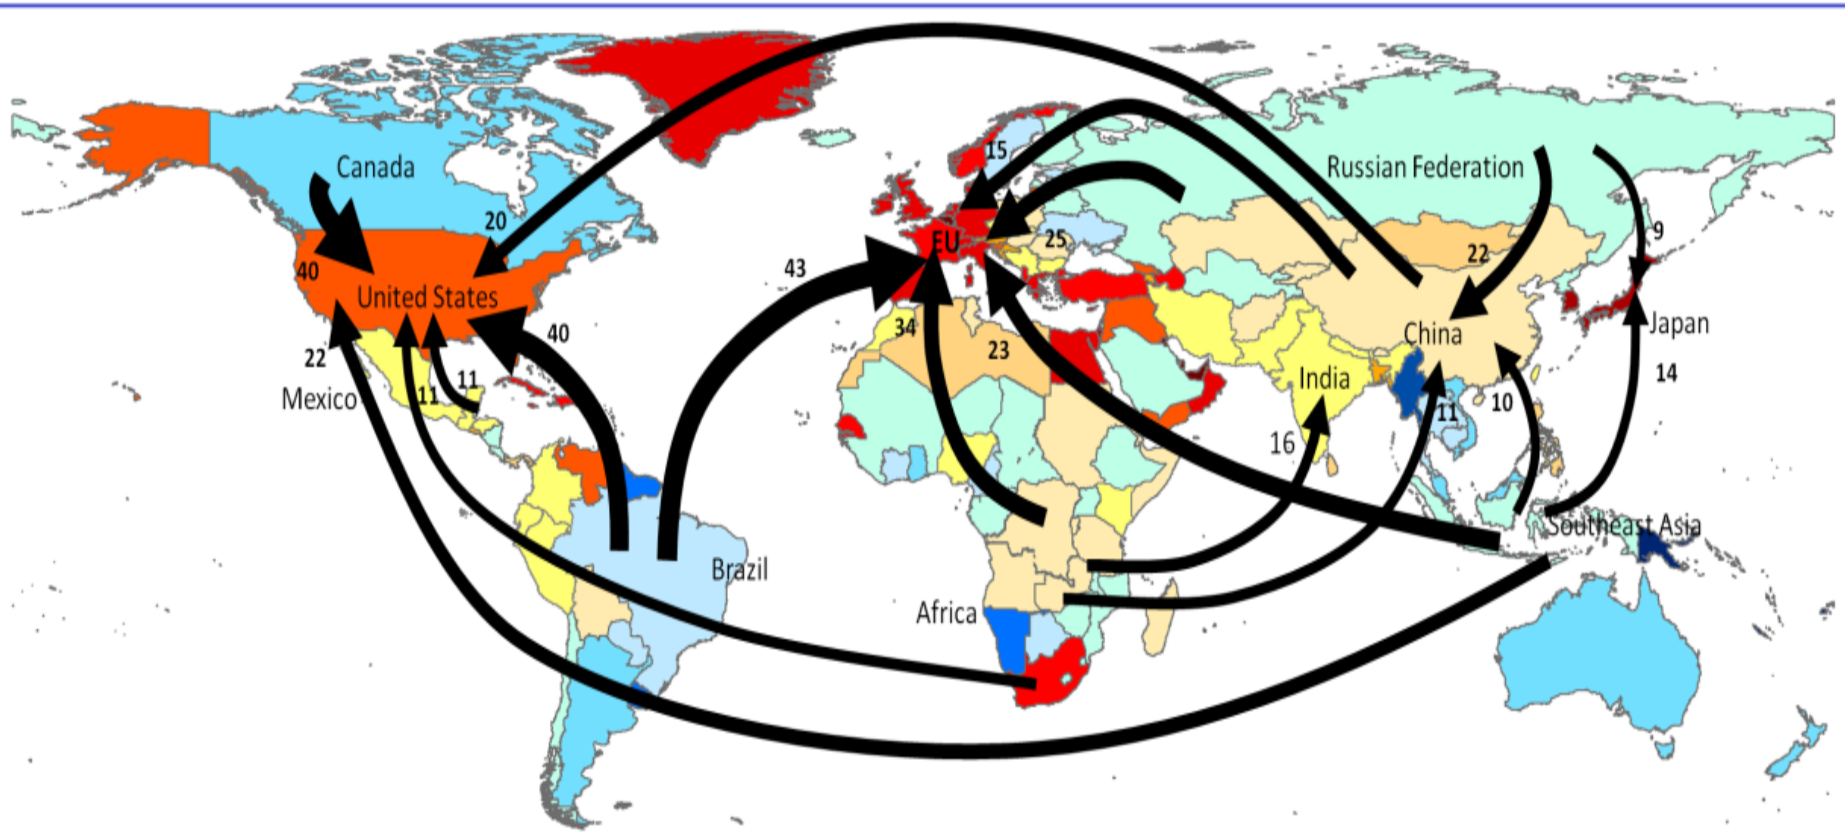 15
Canada
Russian Federation
20
9
EU
25
22
43
40
United States
34
23
China
Japan
40
22
Mexico
11
11
India
14
11
10
16
Southeast Asia
Brazil
Africa